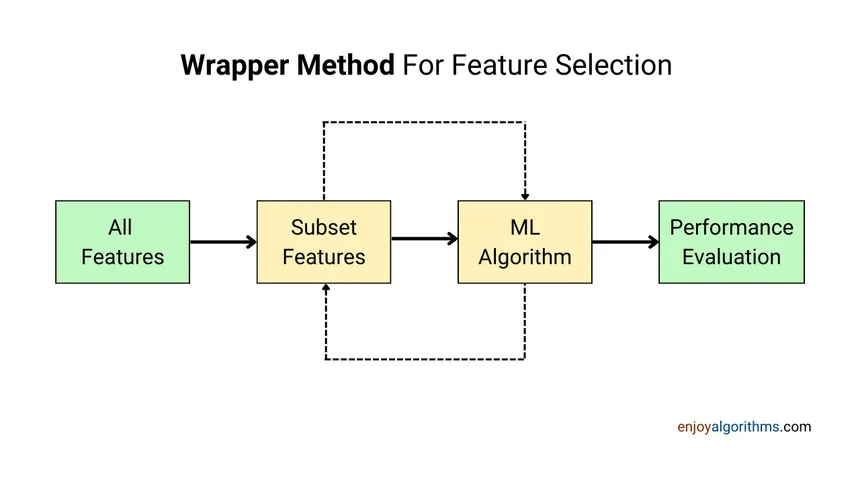 Wrapper Method For Feature Selection
All
Features
Subset
Features
ML
Algorithm
Performance
Evaluation
enjoyalgorithms.com